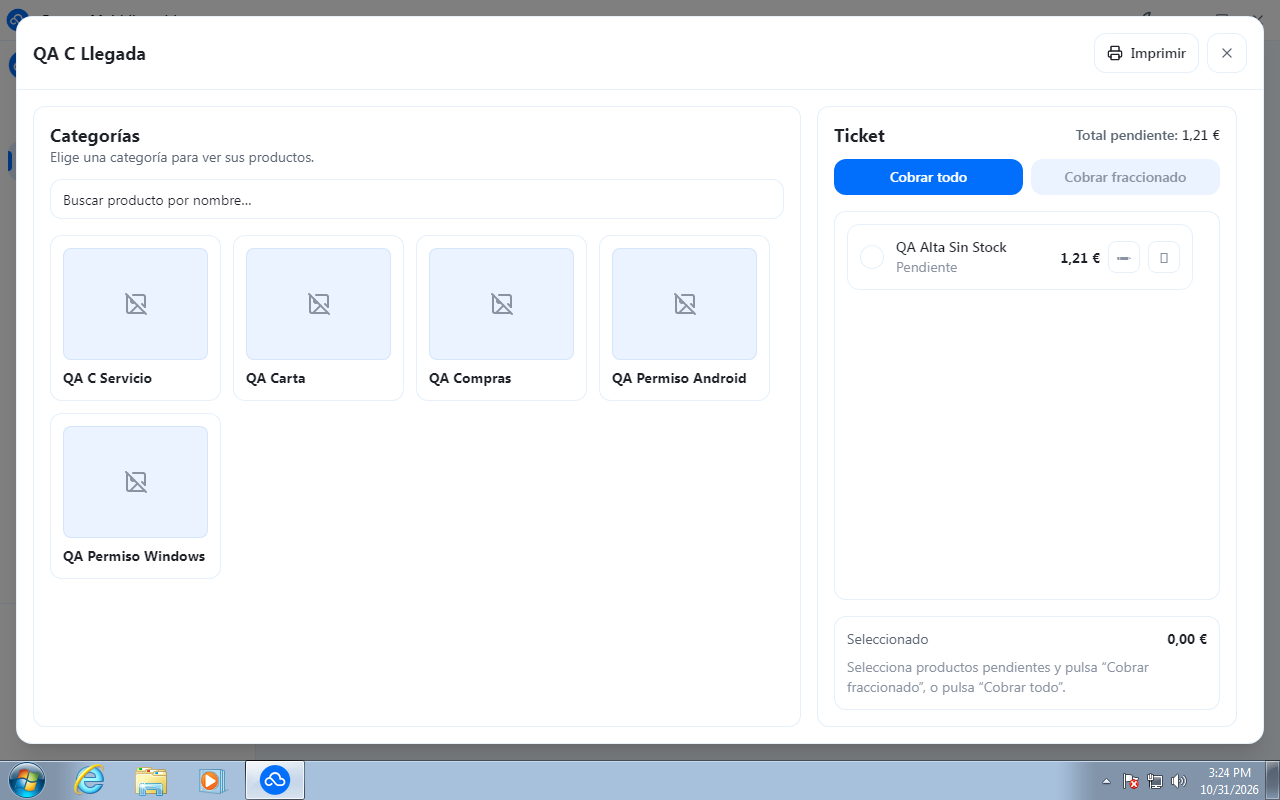 QA C Llegada
Imprimir
Categorías
Elige una categoría para ver sus productos.
Buscar producto por nombre...
QA C Servicio
QA Carta
QA Compras
QA Permiso Android
QA Permiso Windows
Ticket
Total pendiente: 1,21 €
Cobrar todo
Cobrar fraccionado
QA Alta Sin Stock
Pendiente
1,21 €
Seleccionado
0,00 €
Selecciona productos pendientes y pulsa “Cobrar
fraccionado”, o pulsa “Cobrar todo”.
3:24 PM
10/31/2026